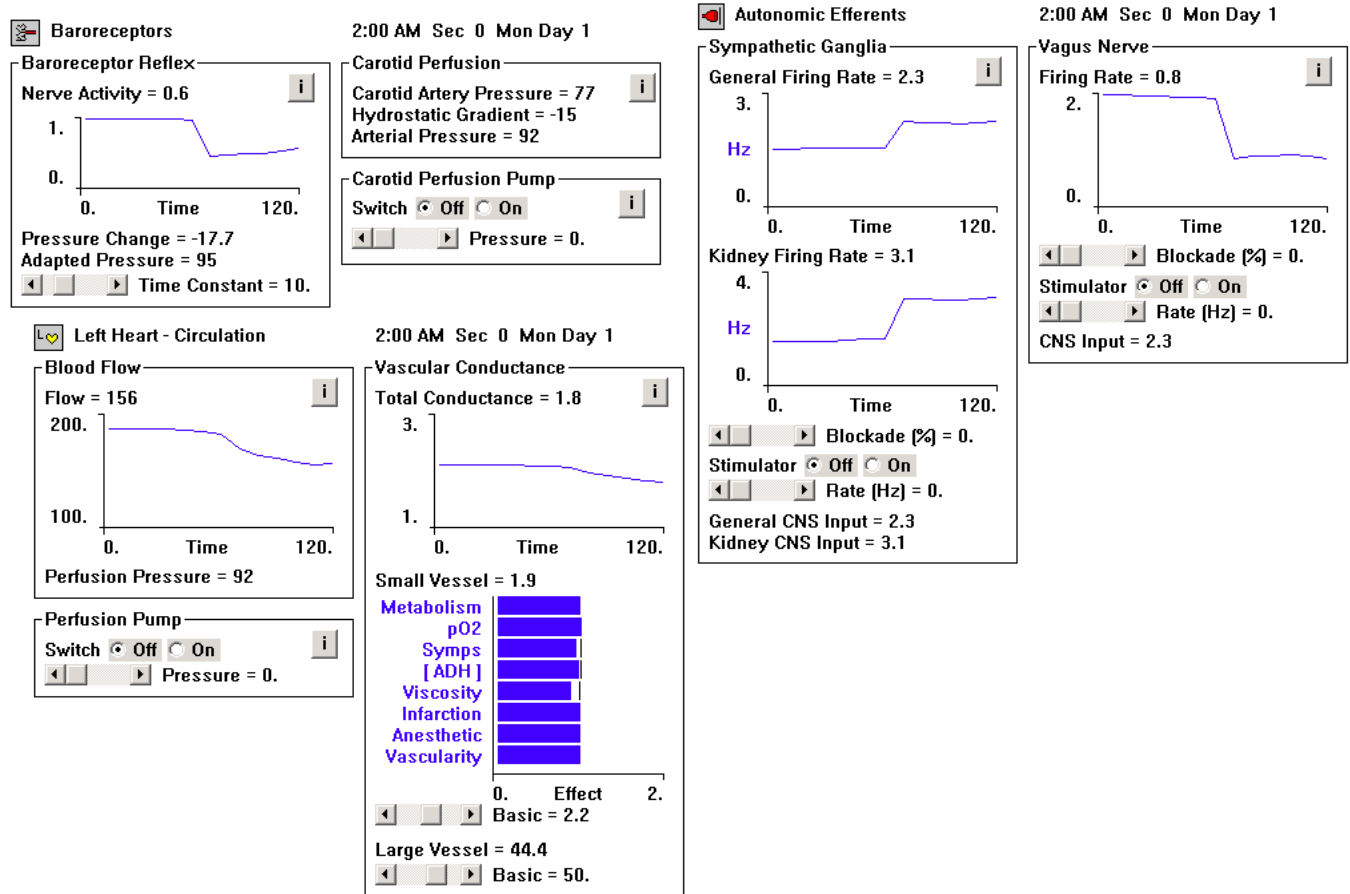 Baroreceptors
2:00 AM Sec 0 Mon Day 1
Baroreceptor Reflex
i
Nerve Activity = 0.6
1.
0.
0. Time 120.
Pressure Change = -17.7
Adapted Pressure = 95
Time Constant = 10.
Carotid Perfusion
i
Carotid Artery Pressure = 77
Hydrostatic Gradient = -15
Arterial Pressure = 92
Carotid Perfusion Pump
i
Switch Off On
Pressure = 0.
L Left Heart - Circulation
2:00 AM Sec 0 Mon Day 1
Blood Flow
i
Flow = 156
200.
100.
0. Time 120.
Perfusion Pressure = 92
Perfusion Pump
i
Switch Off On
Pressure = 0.
Vascular Conductance
i
Total Conductance = 1.8
3.
1.
0. Time 120.
Small Vessel = 1.9
Metabolism
pO2
Symps
[ ADH ]
Viscosity
Infarction
Anesthetic
Vascularity
0. Effect 2.
Basic = 2.2
Large Vessel = 44.4
Basic = 50.
Autonomic Efferents
2:00 AM Sec 0 Mon Day 1
Sympathetic Ganglia
i
General Firing Rate = 2.3
3.
Hz
0.
0. Time 120.
Kidney Firing Rate = 3.1
4.
Hz
0.
0. Time 120.
Blockade (%) = 0.
Stimulator Off On
Rate (Hz) = 0.
General CNS Input = 2.3
Kidney CNS Input = 3.1
Vagus Nerve
i
Firing Rate = 0.8
2.
0.
0. Time 120.
Blockade (%) = 0.
Stimulator Off On
Rate (Hz) = 0.
CNS Input = 2.3